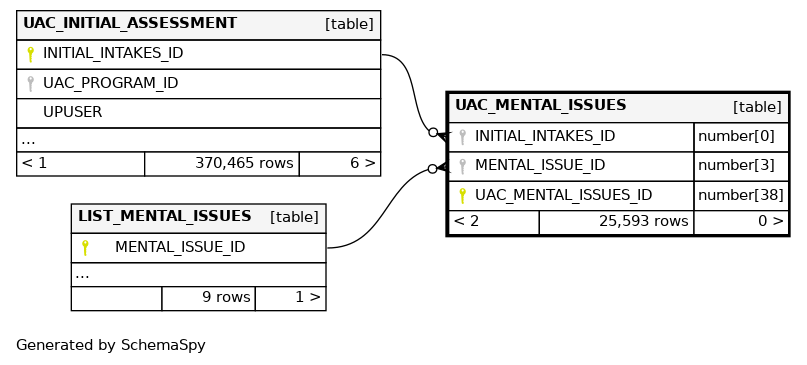 UAC_INITIAL_ASSESSMENT [table]
INITIAL_INTAKES_ID
UAC_PROGRAM_ID
UPUSER
...
< 1 370,465 rows 6 >
UAC_MENTAL_ISSUES [table]
INITIAL_INTAKES_ID number[0]
MENTAL_ISSUE_ID number[3]
UAC_MENTAL_ISSUES_ID number[38]
< 2 25,593 rows 0 >
LIST_MENTAL_ISSUES [table]
MENTAL_ISSUE_ID
...
9 rows 1 >
Generated by SchemaSpy